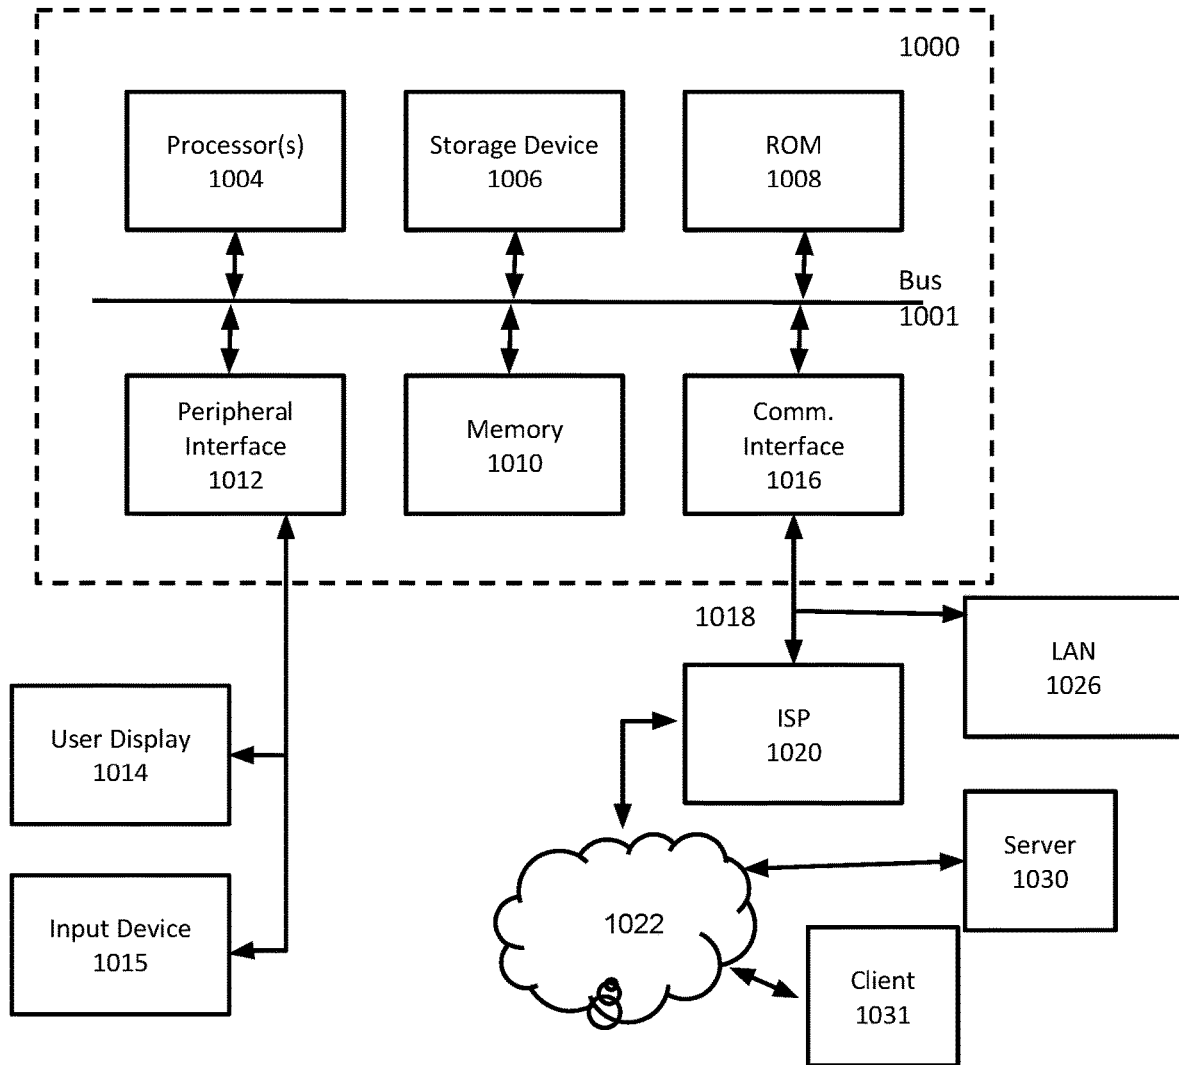 1000
Processor(s)
1004
Storage Device
1006
ROM
1008
Bus
1001
Peripheral
Interface
1012
Memory
1010
Comm.
Interface
1016
1018
LAN
1026
ISP
1020
User Display
1014
Server
1030
Input Device
1015
1022
Client
1031